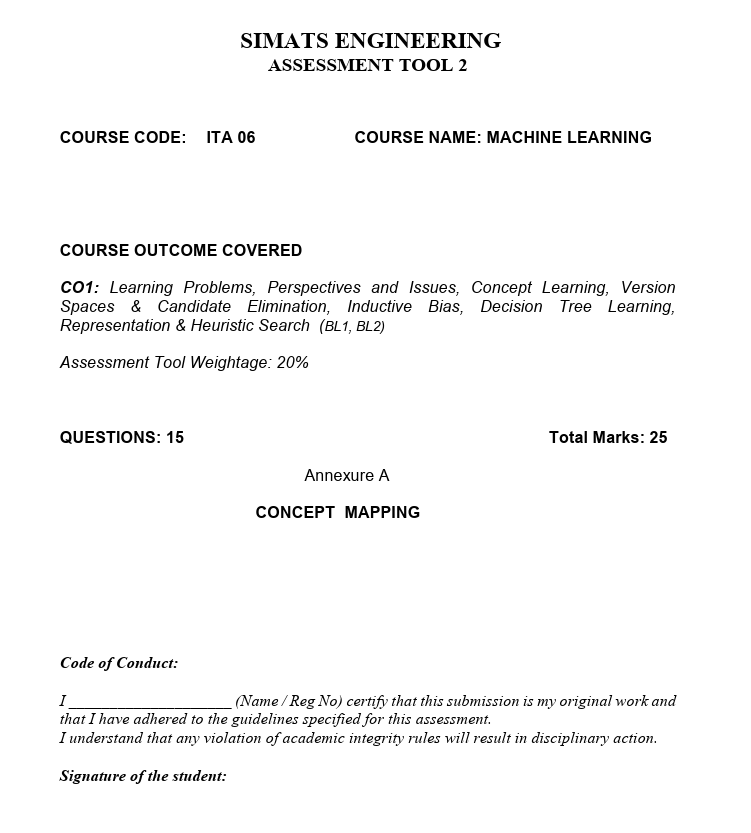 SIMATS ENGINEERING
ASSESSMENT TOOL 2
COURSE CODE: ITA 06 COURSE NAME: MACHINE LEARNING
COURSE OUTCOME COVERED
CO1: Learning Problems, Perspectives and Issues, Concept Learning, Version
Spaces & Candidate Elimination, Inductive Bias, Decision Tree Learning,
Representation & Heuristic Search (BL1, BL2)
Assessment Tool Weightage: 20%
QUESTIONS: 15 Total Marks: 25
Annexure A
CONCEPT MAPPING
Code of Conduct:
I ____________________ (Name / Reg No) certify that this submission is my original work and
that I have adhered to the guidelines specified for this assessment.
I understand that any violation of academic integrity rules will result in disciplinary action.
Signature of the student: